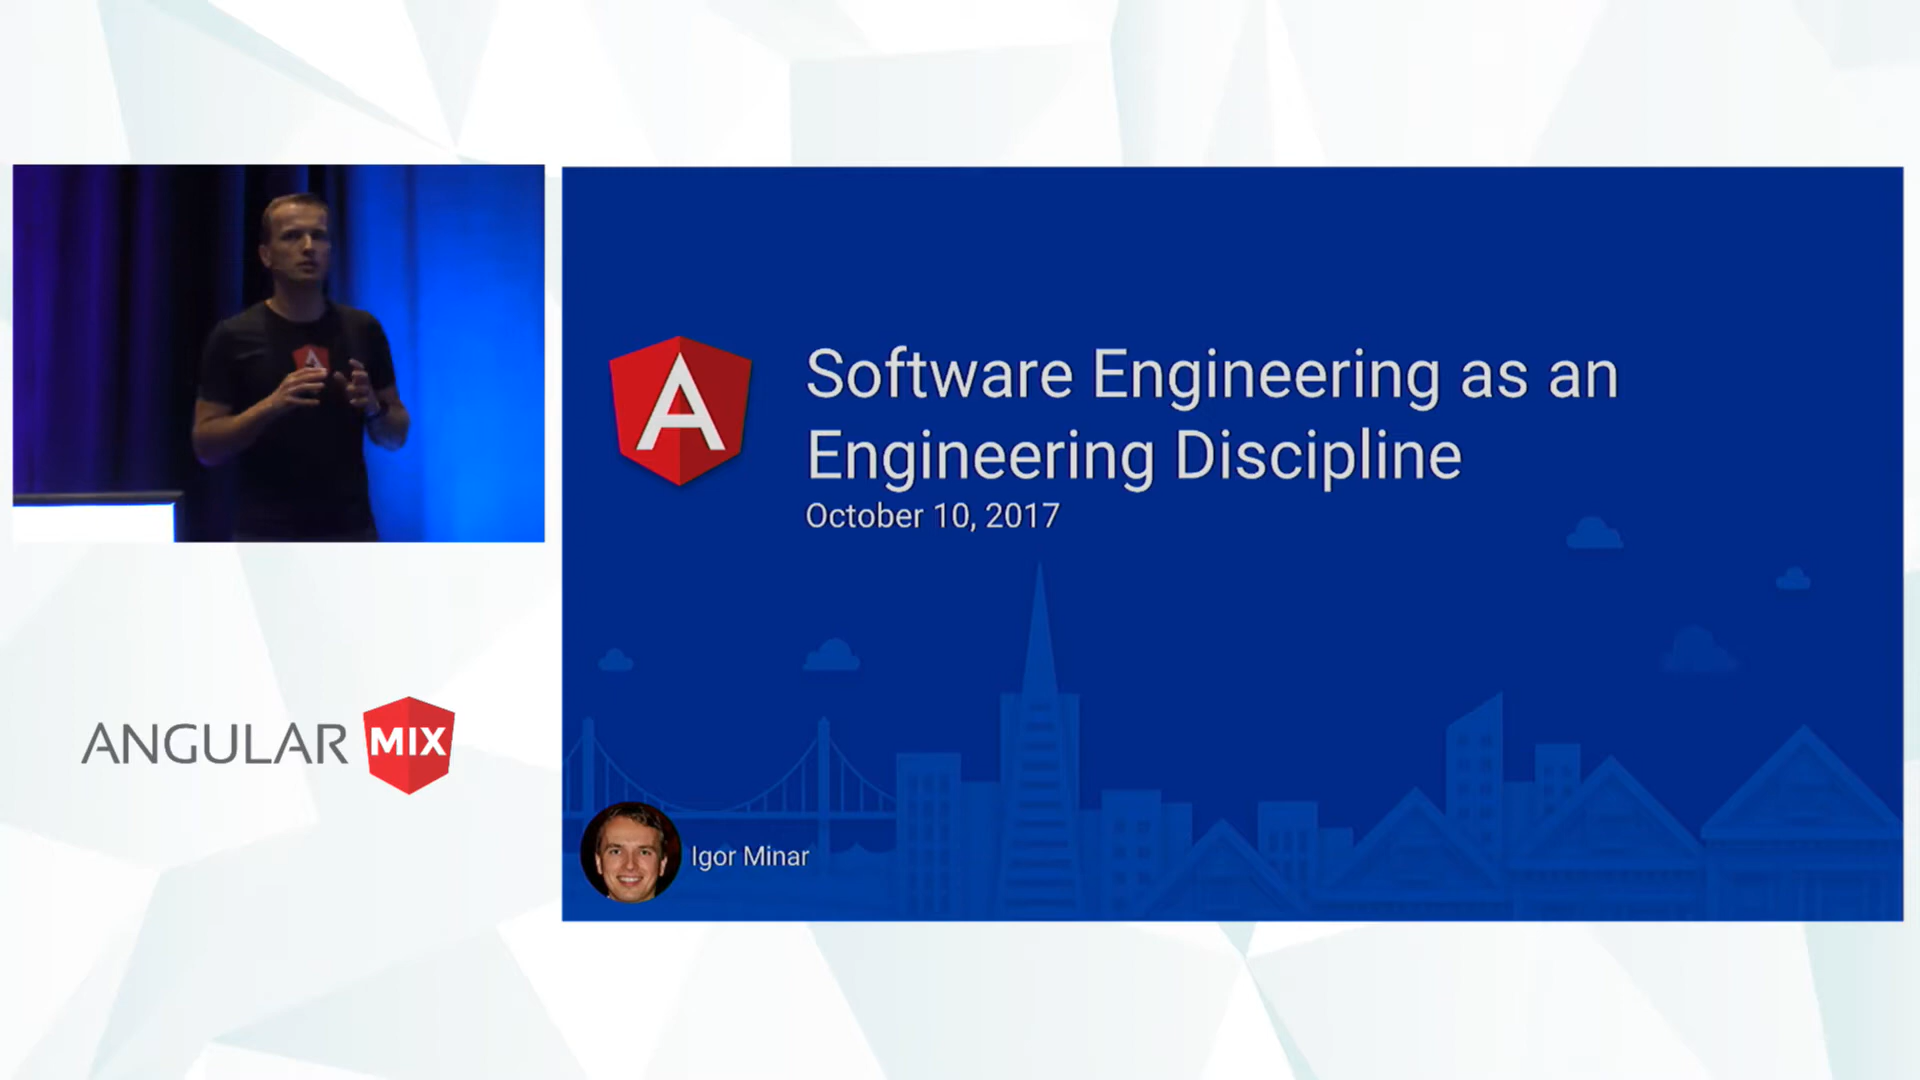 Software Engineering as an
Engineering Discipline
October 10, 2017
ANGULAR MIX
Igor Minar